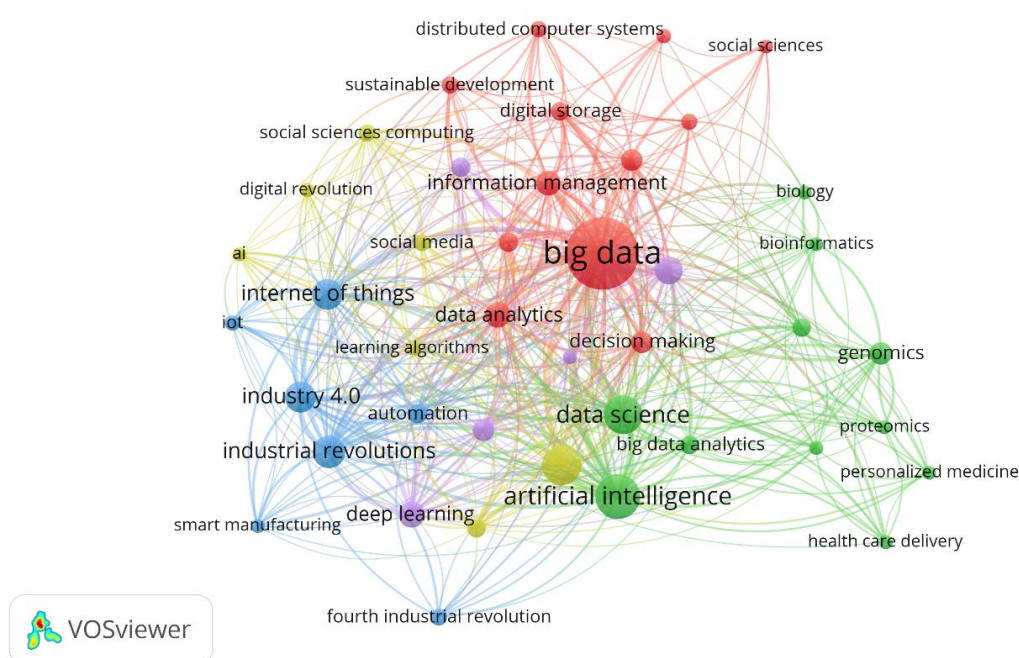 distributed computer systems
social sciences
sustainable development
digital storage
social sciences computing
information management
digital revolution
biology
social media
bioinformatics
ai
big data
internet of things
data analytics
iot
decision making
learning algorithms
genomics
industry 4.0
automation
data science
proteomics
big data analytics
industrial revolutions
personalized medicine
artificial intelligence
deep learning
smart manufacturing
health care delivery
fourth industrial revolution
VOSviewer